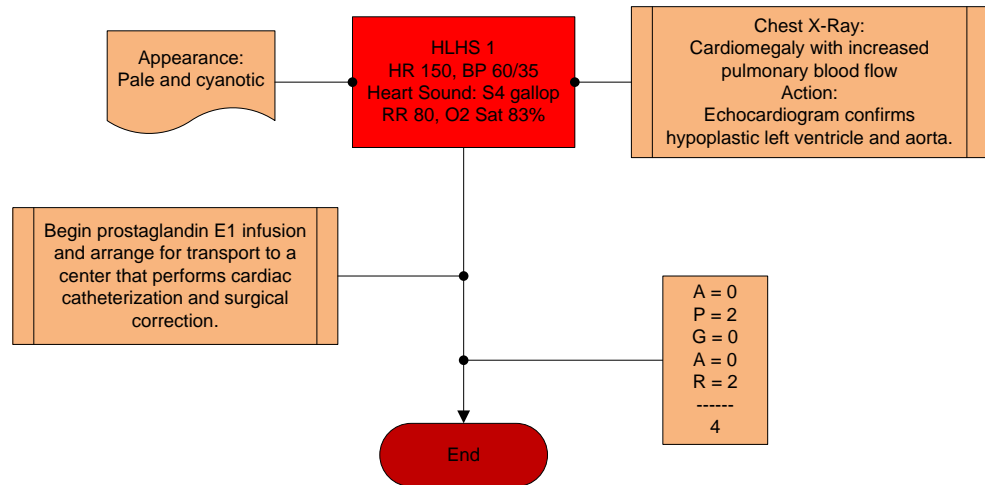 Appearance:
Pale and cyanotic
HLHS 1
HR 150, BP 60/35
Heart Sound: S4 gallop
RR 80, O2 Sat 83%
Chest X-Ray:
Cardiomegaly with increased
pulmonary blood flow
Action:
Echocardiogram confirms
hypoplastic left ventricle and aorta.
Begin prostaglandin E1 infusion
and arrange for transport to a
center that performs cardiac
catheterization and surgical
correction.
A = 0
P = 2
G = 0
A = 0
R = 2
------
4
End